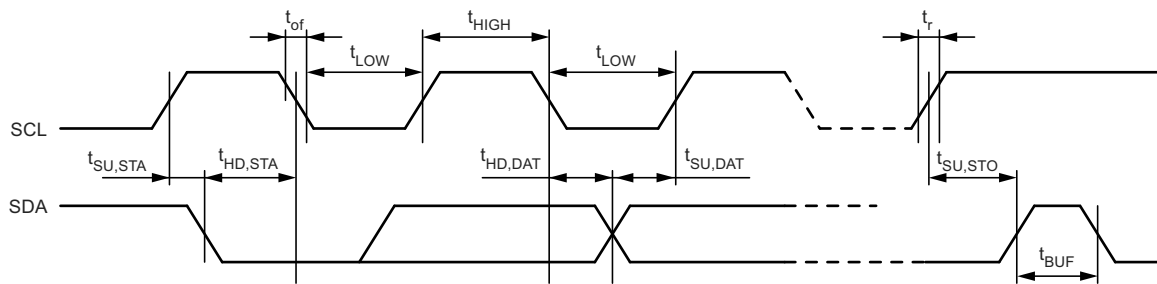 t_of t_HIGH t_r
t_LOW t_LOW
SCL
t_SU,STA t_HD,STA t_HD,DAT t_SU,DAT t_SU,STO
SDA
t_BUF